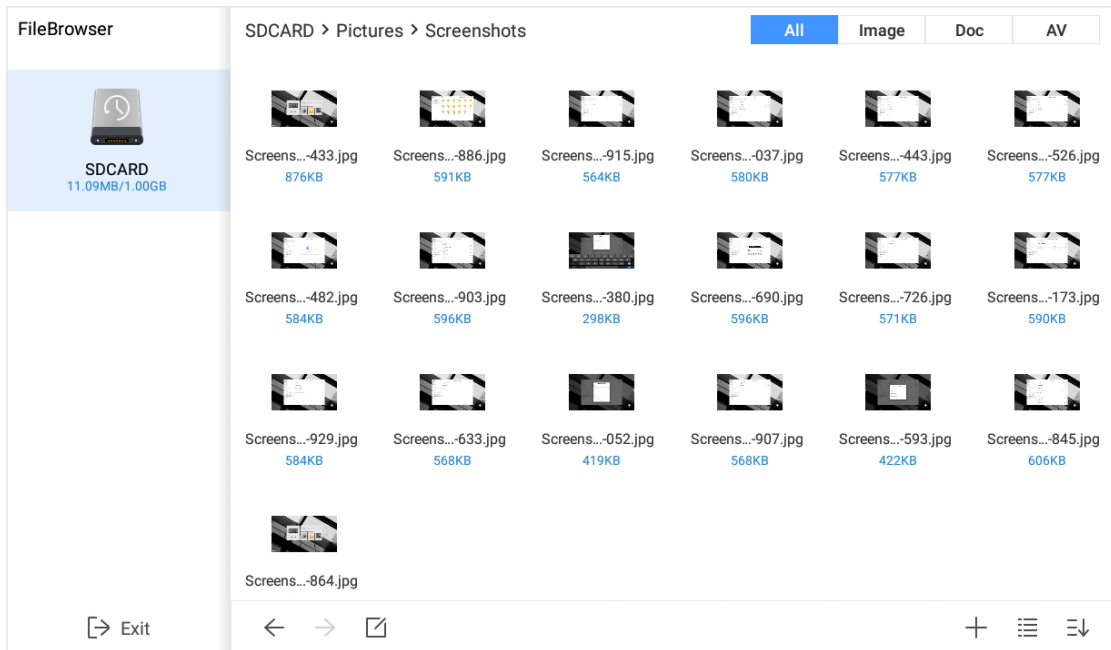 FileBrowser
SDCARD
11.09MB/1.00GB
Exit
SDCARD > Pictures > Screenshots
All Image Doc AV
Screens...-433.jpg Screens...-886.jpg Screens...-915.jpg Screens...-037.jpg Screens...-443.jpg Screens...-526.jpg
876KB 591KB 564KB 580KB 577KB 577KB
Screens...-482.jpg Screens...-903.jpg Screens...-380.jpg Screens...-690.jpg Screens...-726.jpg Screens...-173.jpg
584KB 596KB 298KB 596KB 571KB 590KB
Screens...-929.jpg Screens...-633.jpg Screens...-052.jpg Screens...-907.jpg Screens...-593.jpg Screens...-845.jpg
584KB 568KB 419KB 568KB 422KB 606KB
Screens...-864.jpg